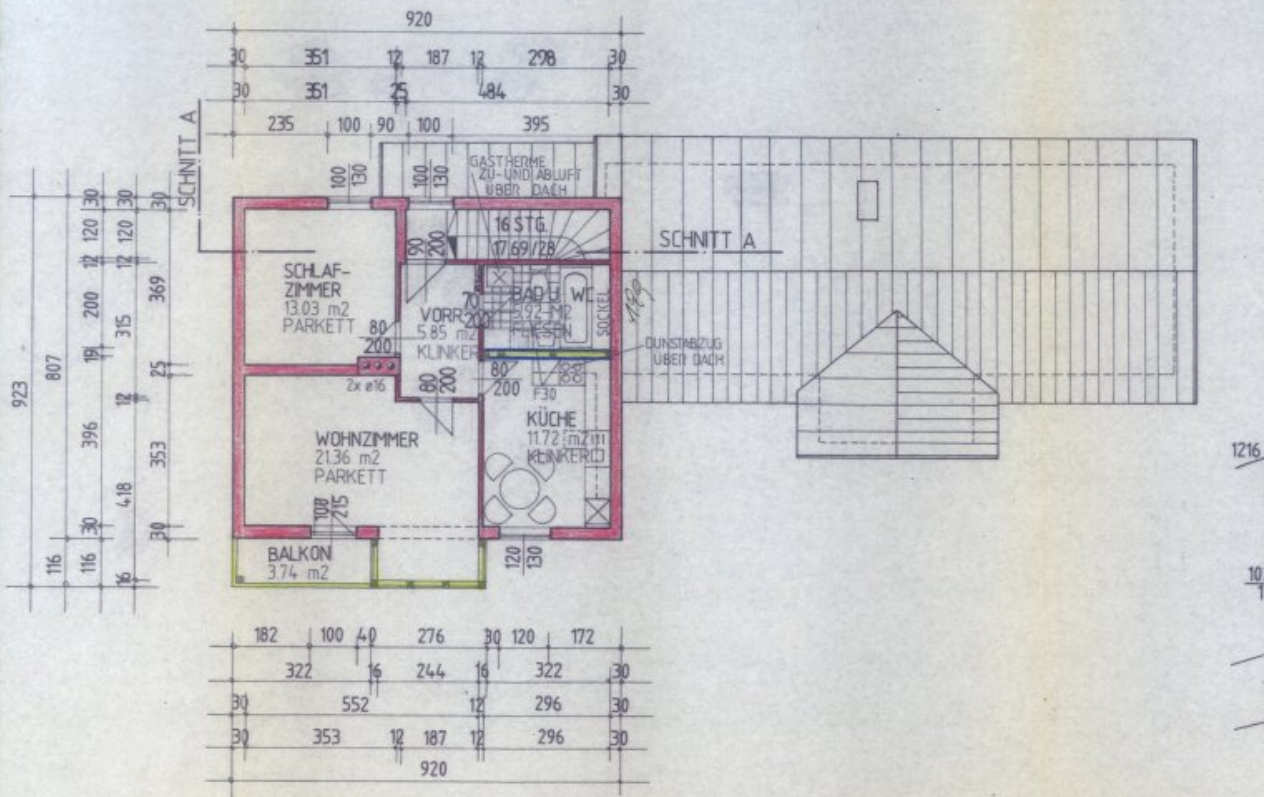 920
30 351 12 187 12 298 30
30 351 25 484 30
235 100 90 100 395
SCHNITT A
GASTHERME
ZU- UND ABLUFT
ÜBER DACH
100
130
100
130
16 STG.
17,69/28
SCHNITT A
90
200
SCHLAF-
ZIMMER
13.03 m2
PARKETT
80
200
VORR.
5.85 m2
KLINKER
70
200
BAD U. WC
5.92 M2
FLIESEN
SOCKEL
DUNSTABZUG
ÜBER DACH
2x ø16
80
200
80
200
F30
KÜCHE
11.72 m2
KLINKER
WOHNZIMMER
21.36 m2
PARKETT
100
215
BALKON
3.74 m2
120
130
923
807
116
30
120
12
200
19
396
30
116
30
120
12
315
12
418
16
30
369
25
353
30
182 100 40 276 30 120 172
322 16 244 16 322 30
30 552 12 296 30
30 353 12 187 12 296 30
920
1216
10
1